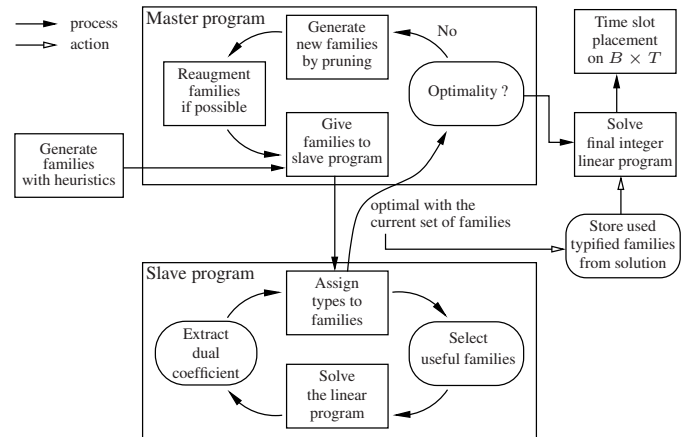 process
action
Master program
Generate
new families
by pruning
No
Reaugment
families
if possible
Optimality ?
Give
families to
slave program
Generate
families
with heuristics
Time slot
placement
on B × T
Solve
final integer
linear program
optimal with the
current set of families
Store used
typified families
from solution
Slave program
Assign
types to
families
Extract
dual
coefficient
Select
useful families
Solve
the linear
program